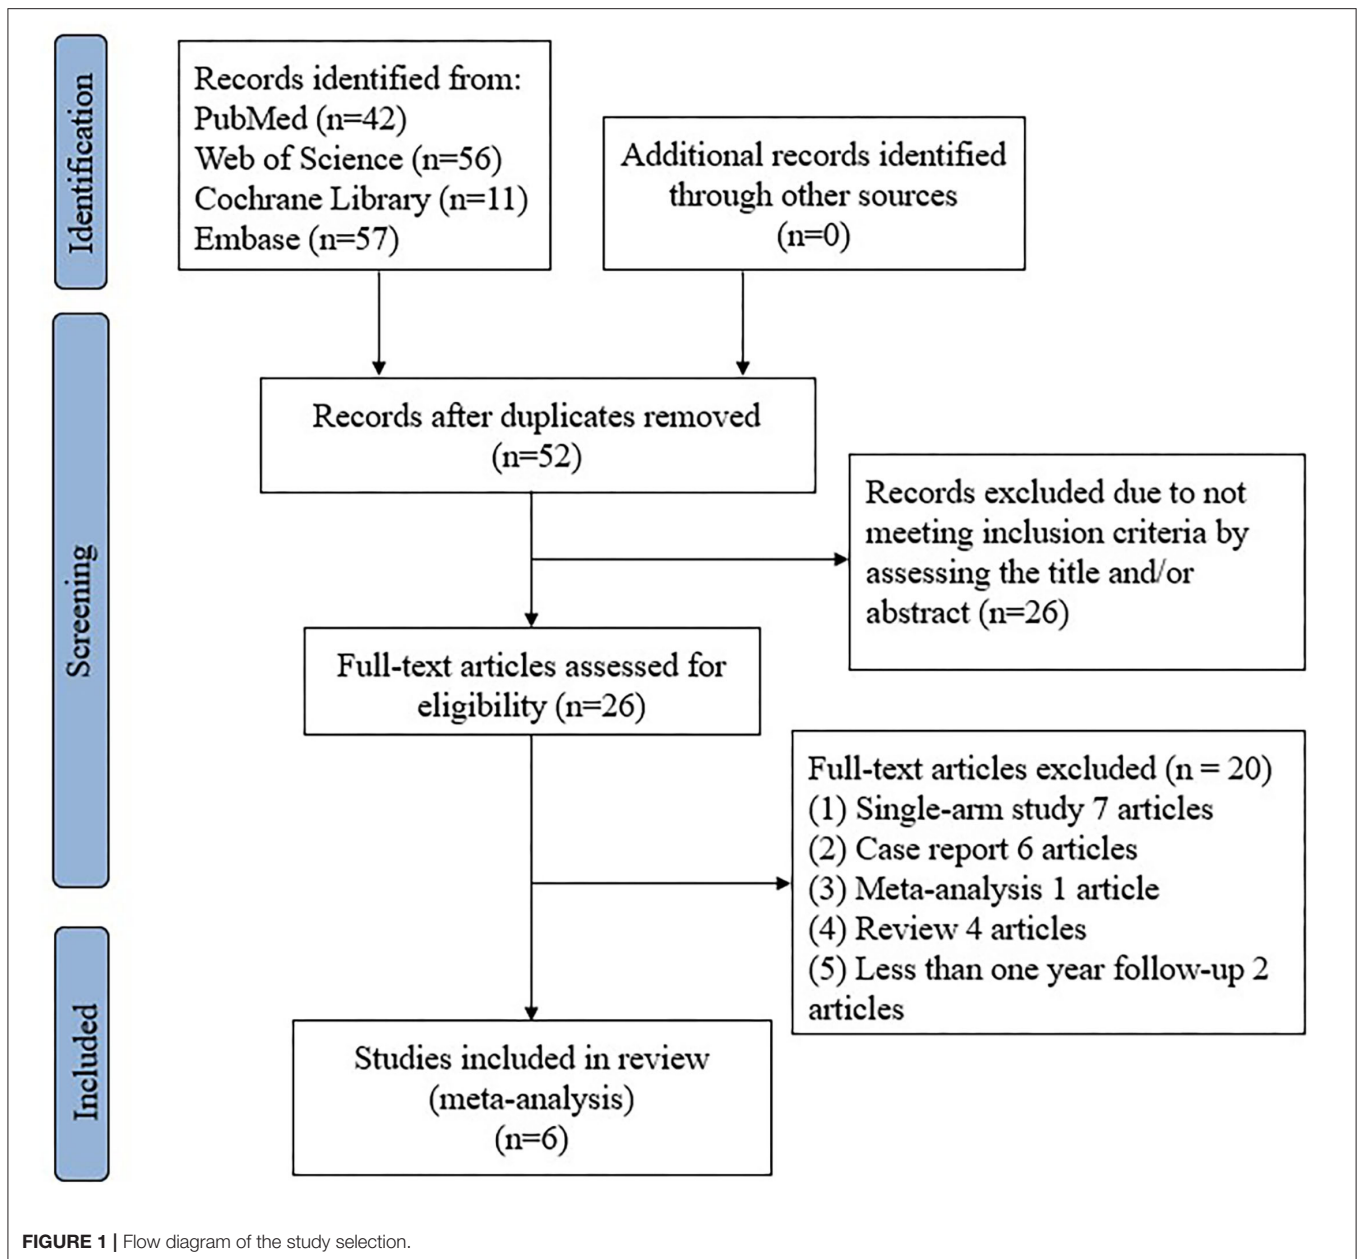 Identification
Records identified from:
PubMed (n=42)
Web of Science (n=56)
Cochrane Library (n=11)
Embase (n=57)
Additional records identified
through other sources
(n=0)
Screening
Records after duplicates removed
(n=52)
Records excluded due to not
meeting inclusion criteria by
assessing the title and/or
abstract (n=26)
Full-text articles assessed for
eligibility (n=26)
Full-text articles excluded (n = 20)
(1) Single-arm study 7 articles
(2) Case report 6 articles
(3) Meta-analysis 1 article
(4) Review 4 articles
(5) Less than one year follow-up 2
articles
Included
Studies included in review
(meta-analysis)
(n=6)
FIGURE 1 | Flow diagram of the study selection.